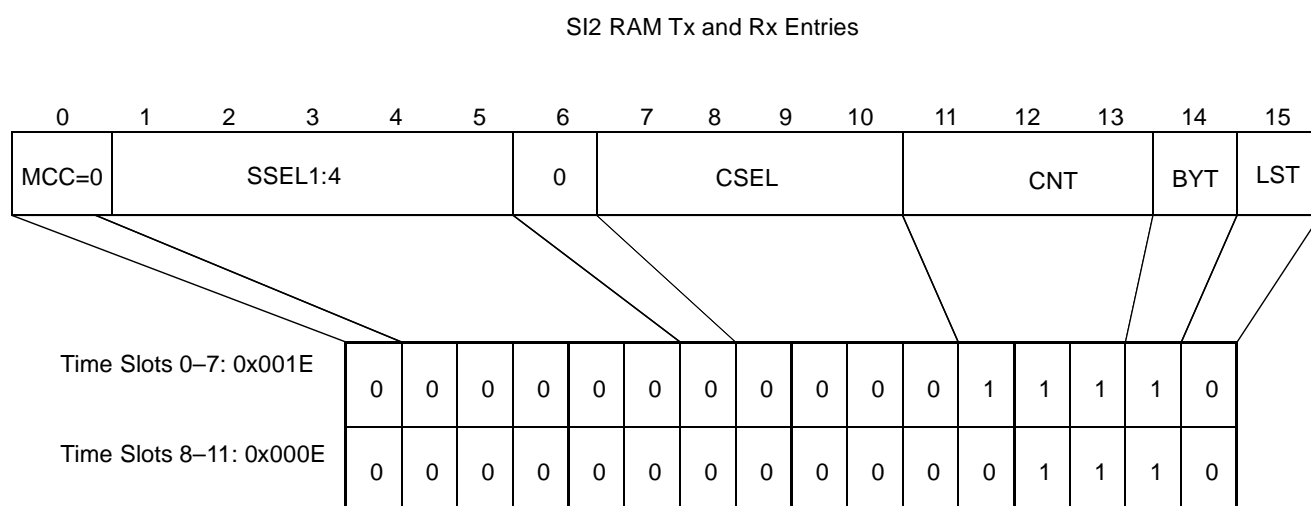 SI2 RAM Tx and Rx Entries
0 1 2 3 4 5 6 7 8 9 10 11 12 13 14 15
MCC=0 SSEL1:4 0 CSEL CNT BYT LST
Time Slots 0–7: 0x001E 0 0 0 0 0 0 0 0 0 0 0 1 1 1 1 0
Time Slots 8–11: 0x000E 0 0 0 0 0 0 0 0 0 0 0 0 1 1 1 0